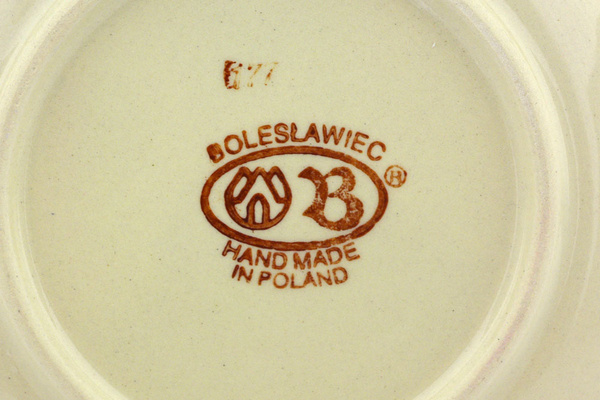 BOLESŁAWIEC
B
H
HAND MADE
IN POLAND